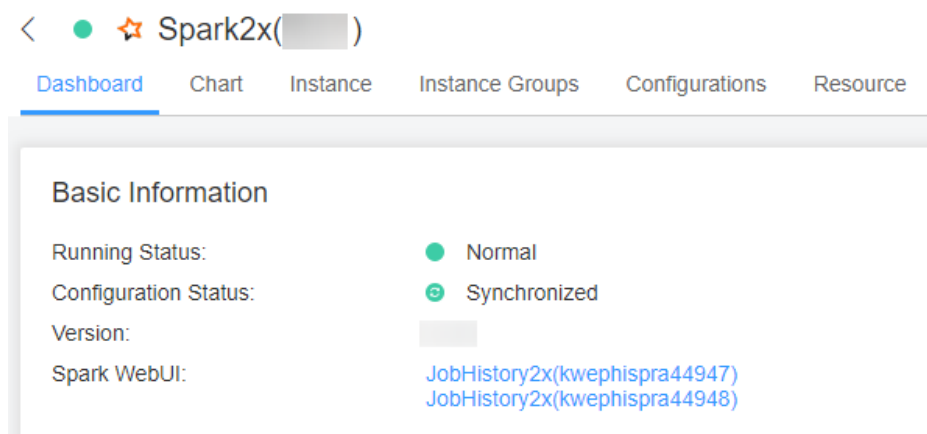 Spark2x( )
Dashboard Chart Instance Instance Groups Configurations Resource
Basic Information
Running Status: Normal
Configuration Status: Synchronized
Version:
Spark WebUI: JobHistory2x(kwephispra44947)
JobHistory2x(kwephispra44948)